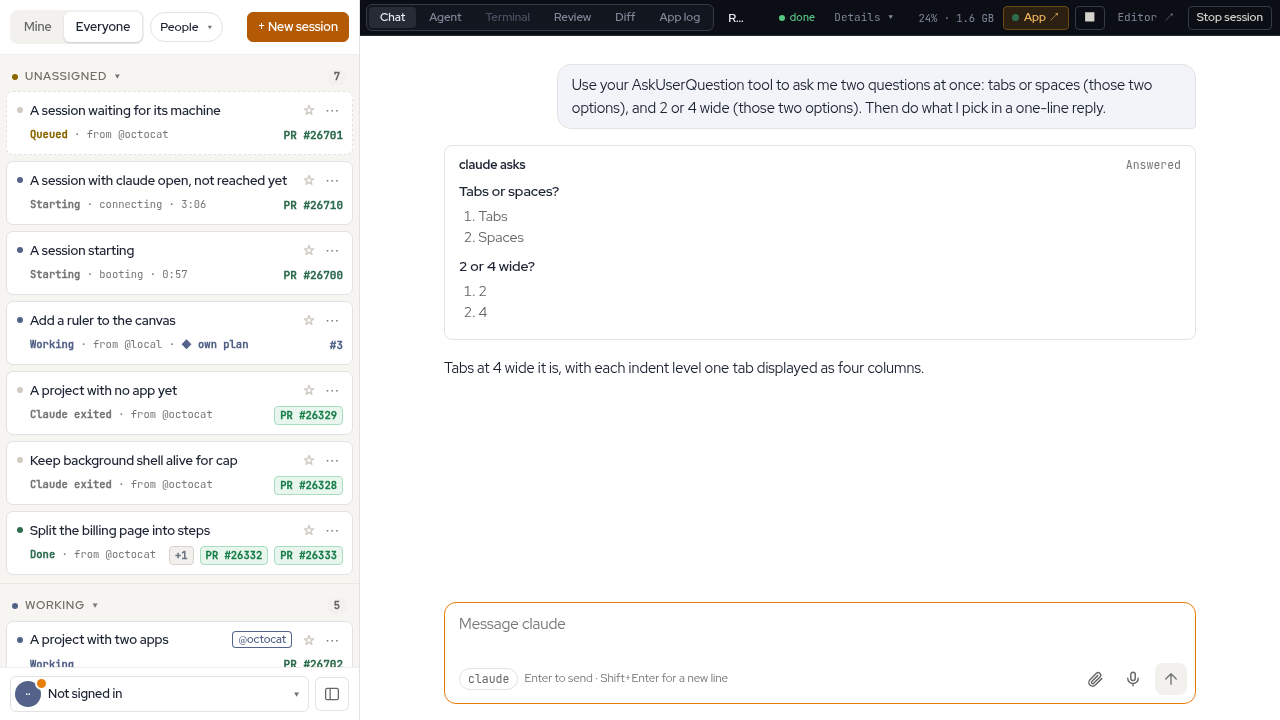 Mine Everyone People ▾ + New session
UNASSIGNED ▾ 7
A session waiting for its machine
Queued · from @octocat PR #26701
A session with claude open, not reached yet
Starting · connecting · 3:06 PR #26710
A session starting
Starting · booting · 0:57 PR #26700
Add a ruler to the canvas
Working · from @local · ◆ own plan #3
A project with no app yet
Claude exited · from @octocat PR #26329
Keep background shell alive for cap
Claude exited · from @octocat PR #26328
Split the billing page into steps
Done · from @octocat +1 PR #26332 PR #26333
WORKING ▾ 5
A project with two apps @octocat
Working PR #26702
Not signed in ▾
Chat Agent Terminal Review Diff App log R... done Details ▾ 24% · 1.6 GB App ↗ Editor ↗ Stop session
Use your AskUserQuestion tool to ask me two questions at once: tabs or spaces (those two
options), and 2 or 4 wide (those two options). Then do what I pick in a one-line reply.
claude asks Answered
Tabs or spaces?
1. Tabs
2. Spaces
2 or 4 wide?
1. 2
2. 4
Tabs at 4 wide it is, with each indent level one tab displayed as four columns.
Message claude
claude Enter to send · Shift+Enter for a new line